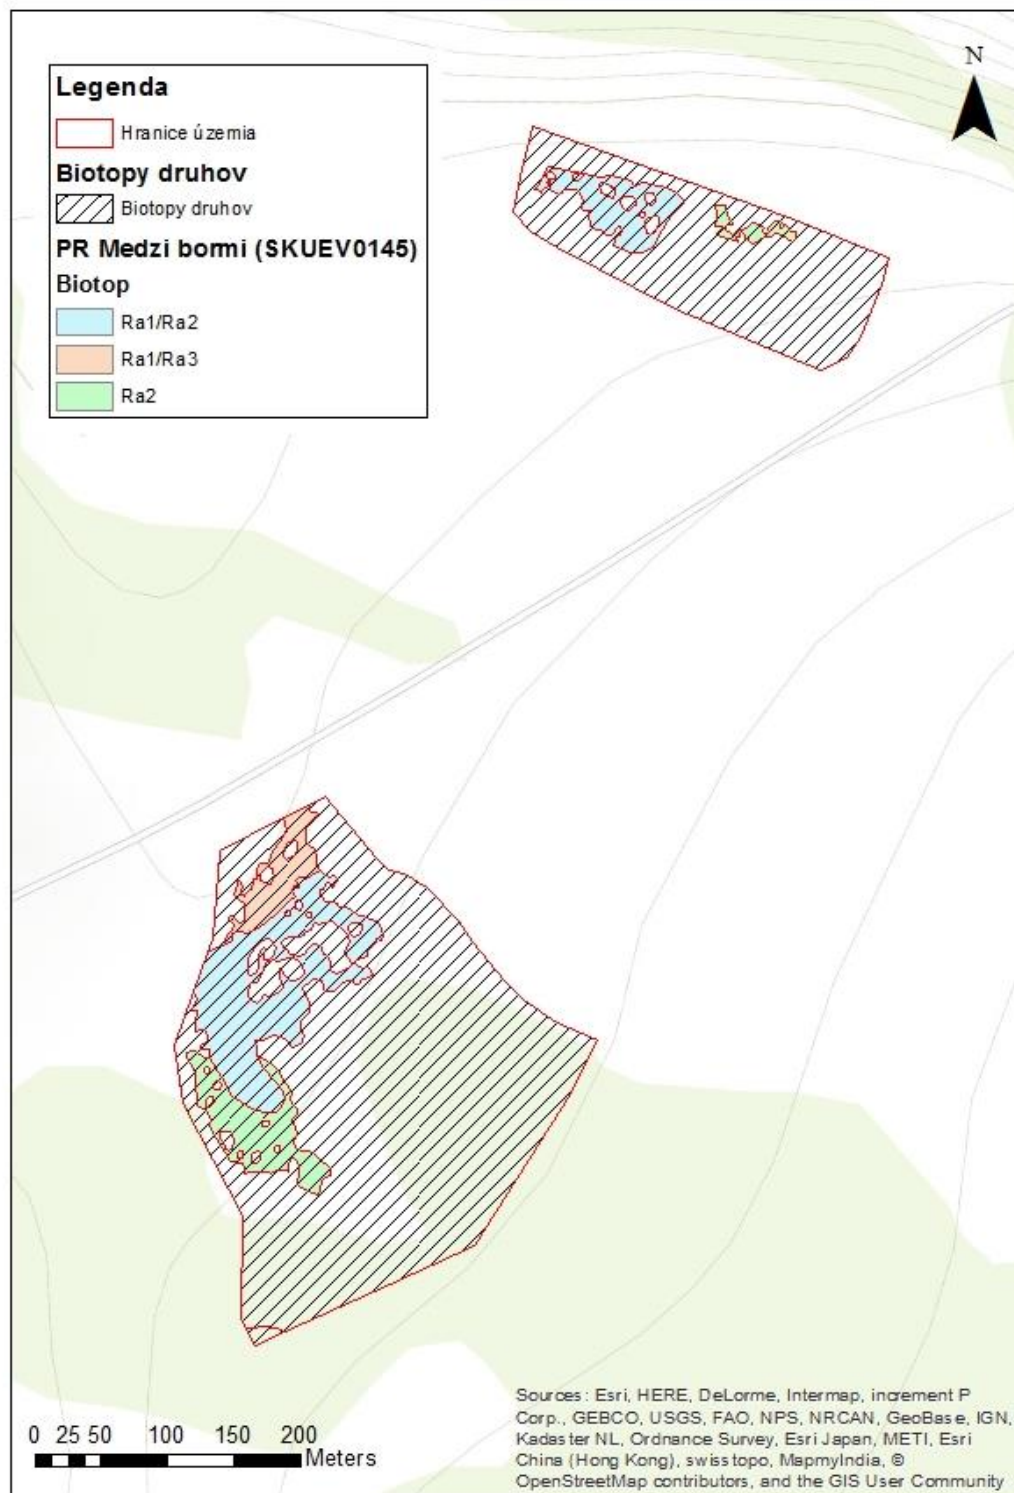 N
Legenda
Hranice územia
Biotopy druhov
Biotopy druhov
PR Medzi bormi (SKUEV0145)
Biotop
Ra1/Ra2
Ra1/Ra3
Ra2
0 25 50 100 150 200
Meters
Sources: Esri, HERE, DeLorme, Intermap, increment P
Corp., GEBCO, USGS, FAO, NPS, NRCAN, GeoBase, IGN,
Kadaster NL, Ordnance Survey, Esri Japan, METI, Esri
China (Hong Kong), swisstopo, MapmyIndia, ©
OpenStreetMap contributors, and the GIS User Community